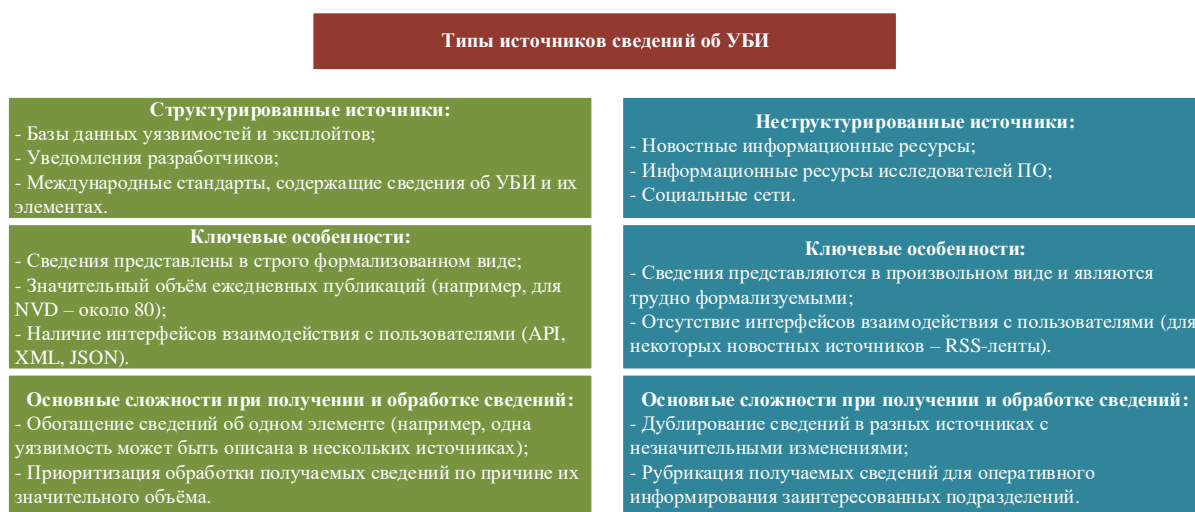 Типы источников сведений об УБИ
Структурированные источники:
- Базы данных уязвимостей и эксплойтов;
- Уведомления разработчиков;
- Международные стандарты, содержащие сведения об УБИ и их
элементах.
Ключевые особенности:
- Сведения представлены в строго формализованном виде;
- Значительный объём ежедневных публикаций (например, для
NVD – около 80);
- Наличие интерфейсов взаимодействия с пользователями (API,
XML, JSON).
Основные сложности при получении и обработке сведений:
- Обогащение сведений об одном элементе (например, одна
уязвимость может быть описана в нескольких источниках);
- Приоритизация обработки получаемых сведений по причине их
значительного объёма.
Неструктурированные источники:
- Новостные информационные ресурсы;
- Информационные ресурсы исследователей ПО;
- Социальные сети.
Ключевые особенности:
- Сведения представляются в произвольном виде и являются
трудно формализуемыми;
- Отсутствие интерфейсов взаимодействия с пользователями (для
некоторых новостных источников – RSS-ленты).
Основные сложности при получении и обработке сведений:
- Дублирование сведений в разных источниках с
незначительными изменениями;
- Рубрикация получаемых сведений для оперативного
информирования заинтересованных подразделений.